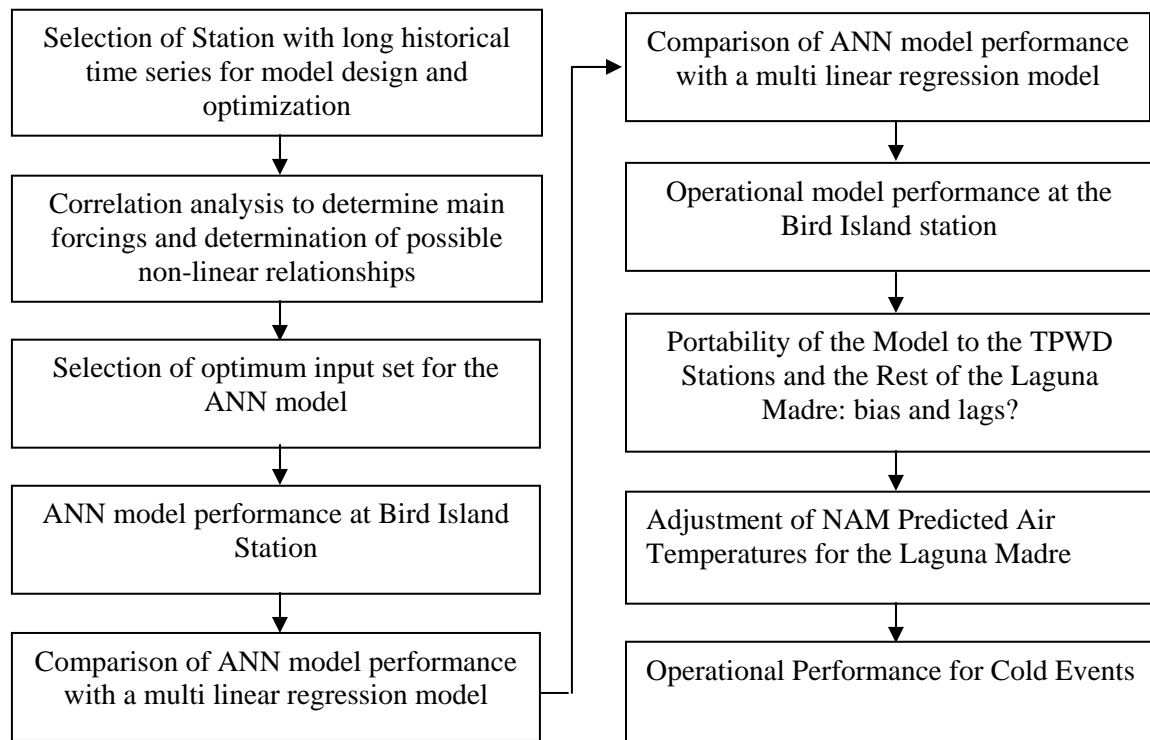 Selection of Station with long historical
time series for model design and
optimization
Correlation analysis to determine main
forcings and determination of possible
non-linear relationships
Selection of optimum input set for the
ANN model
ANN model performance at Bird Island
Station
Comparison of ANN model performance
with a multi linear regression model
Comparison of ANN model performance
with a multi linear regression model
Operational model performance at the
Bird Island station
Portability of the Model to the TPWD
Stations and the Rest of the Laguna
Madre: bias and lags?
Adjustment of NAM Predicted Air
Temperatures for the Laguna Madre
Operational Performance for Cold Events